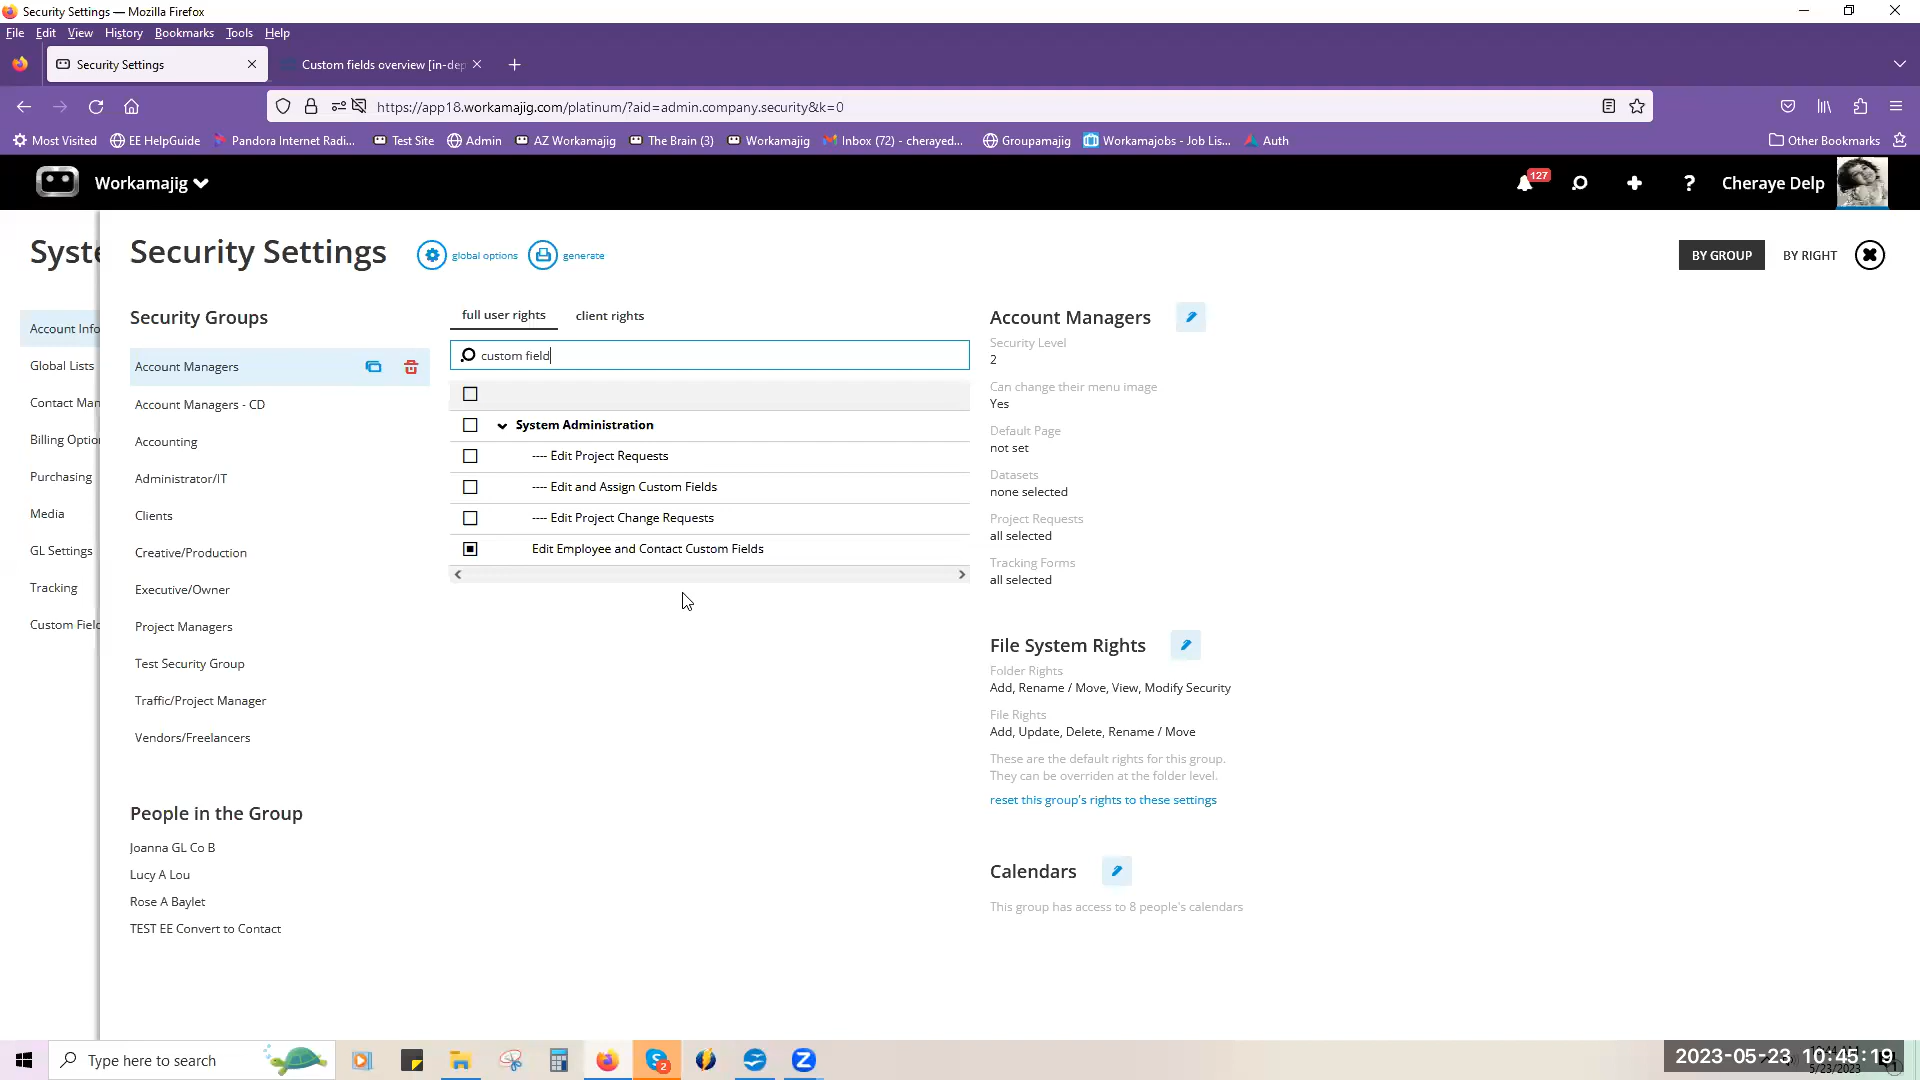 Security Settings — Mozilla Firefox
File Edit View History Bookmarks Tools Help
Security Settings
Custom fields overview [in-dep
https://app18.workamajig.com/platinum/?aid=admin.company.security&k=0
Most Visited EE HelpGuide Pandora Internet Radi... Test Site Admin AZ Workamajig The Brain (3) Workamajig Inbox (72) - cherayed... Groupamajig Workamajobs - Job Lis... Auth Other Bookmarks
Workamajig
127
Cheraye Delp
Syste
Account Info
Global Lists
Contact Man
Billing Optio
Purchasing
Media
GL Settings
Tracking
Custom Field
Security Settings
global options
generate
BY GROUP
BY RIGHT
Security Groups
Account Managers
Account Managers - CD
Accounting
Administrator/IT
Clients
Creative/Production
Executive/Owner
Project Managers
Test Security Group
Traffic/Project Manager
Vendors/Freelancers
People in the Group
Joanna GL Co B
Lucy A Lou
Rose A Baylet
TEST EE Convert to Contact
full user rights
client rights
custom field
System Administration
---- Edit Project Requests
---- Edit and Assign Custom Fields
---- Edit Project Change Requests
Edit Employee and Contact Custom Fields
Account Managers
Security Level
2
Can change their menu image
Yes
Default Page
not set
Datasets
none selected
Project Requests
all selected
Tracking Forms
all selected
File System Rights
Folder Rights
Add, Rename / Move, View, Modify Security
File Rights
Add, Update, Delete, Rename / Move
These are the default rights for this group.
They can be overriden at the folder level.
reset this group's rights to these settings
Calendars
This group has access to 8 people's calendars
Type here to search
2
2023-05-23 10:45:19
5/23/2023